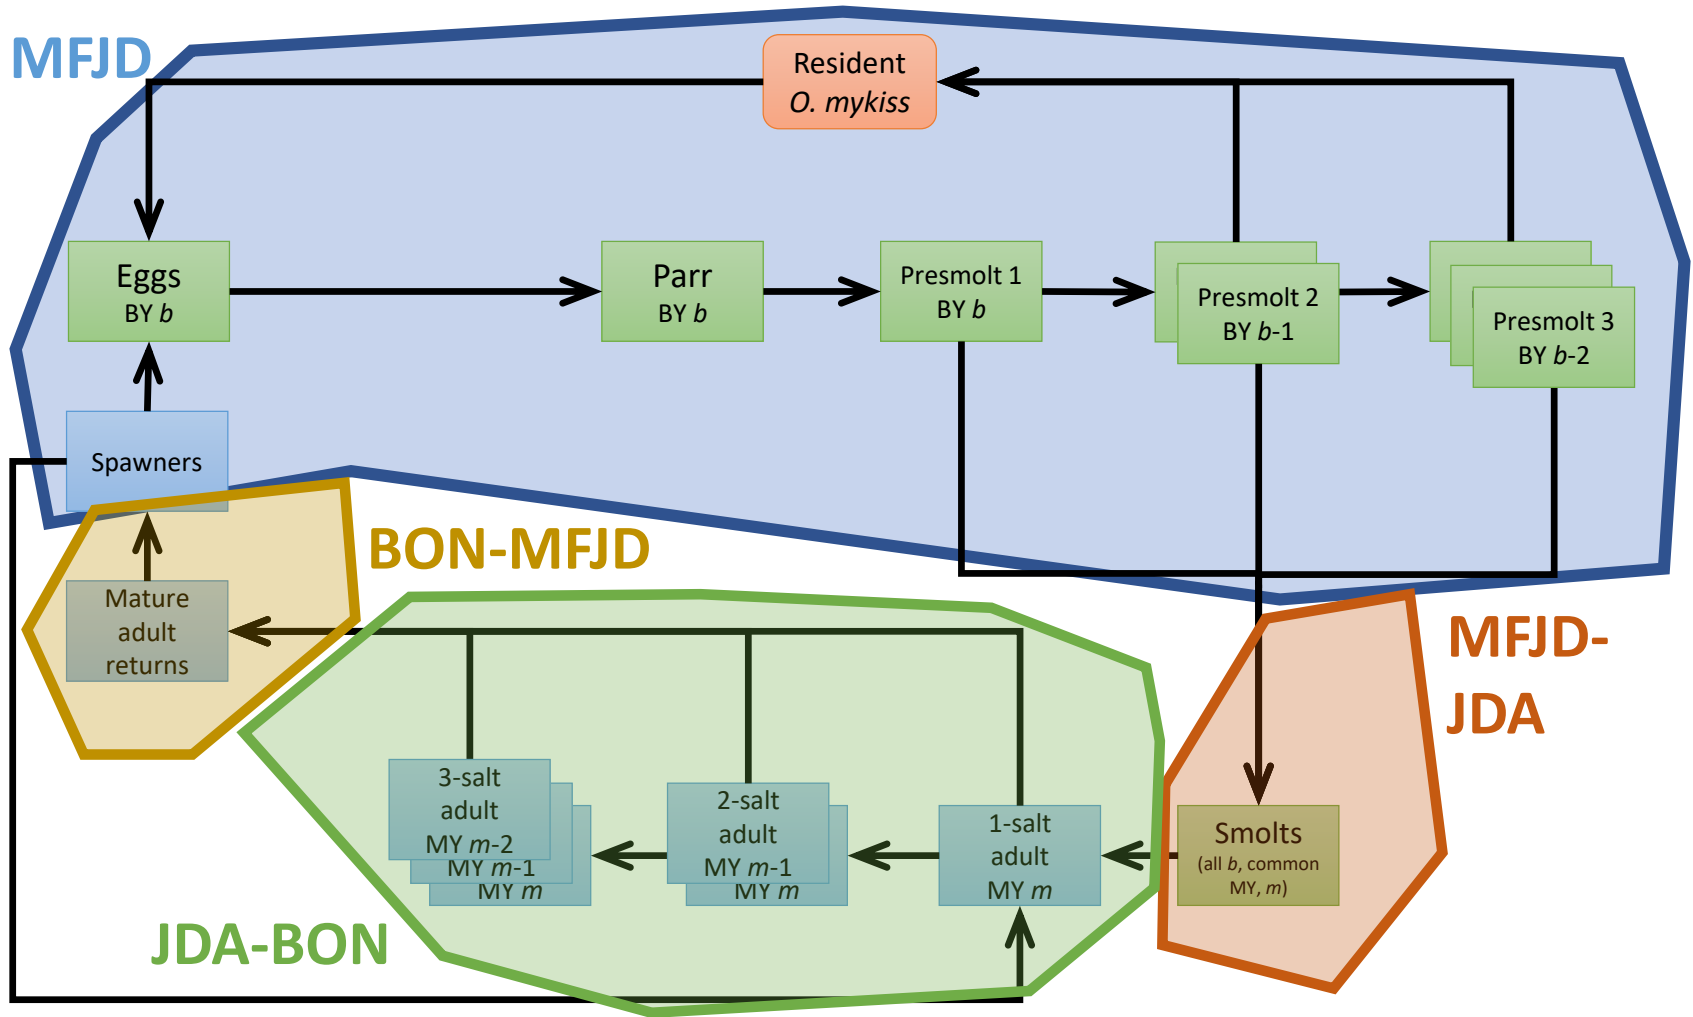 MFJD
Resident
O. mykiss
Eggs
BY b
Parr
BY b
Presmolt 1
BY b
Presmolt 2
BY b-1
Presmolt 3
BY b-2
Spawners
BON-MFJD
Mature
adult
returns
MFJD-
JDA
3-salt
adult
MY m-2
MY m-1
MY m
2-salt
adult
MY m-1
MY m
1-salt
adult
MY m
Smolts
(all b, common
MY, m)
JDA-BON